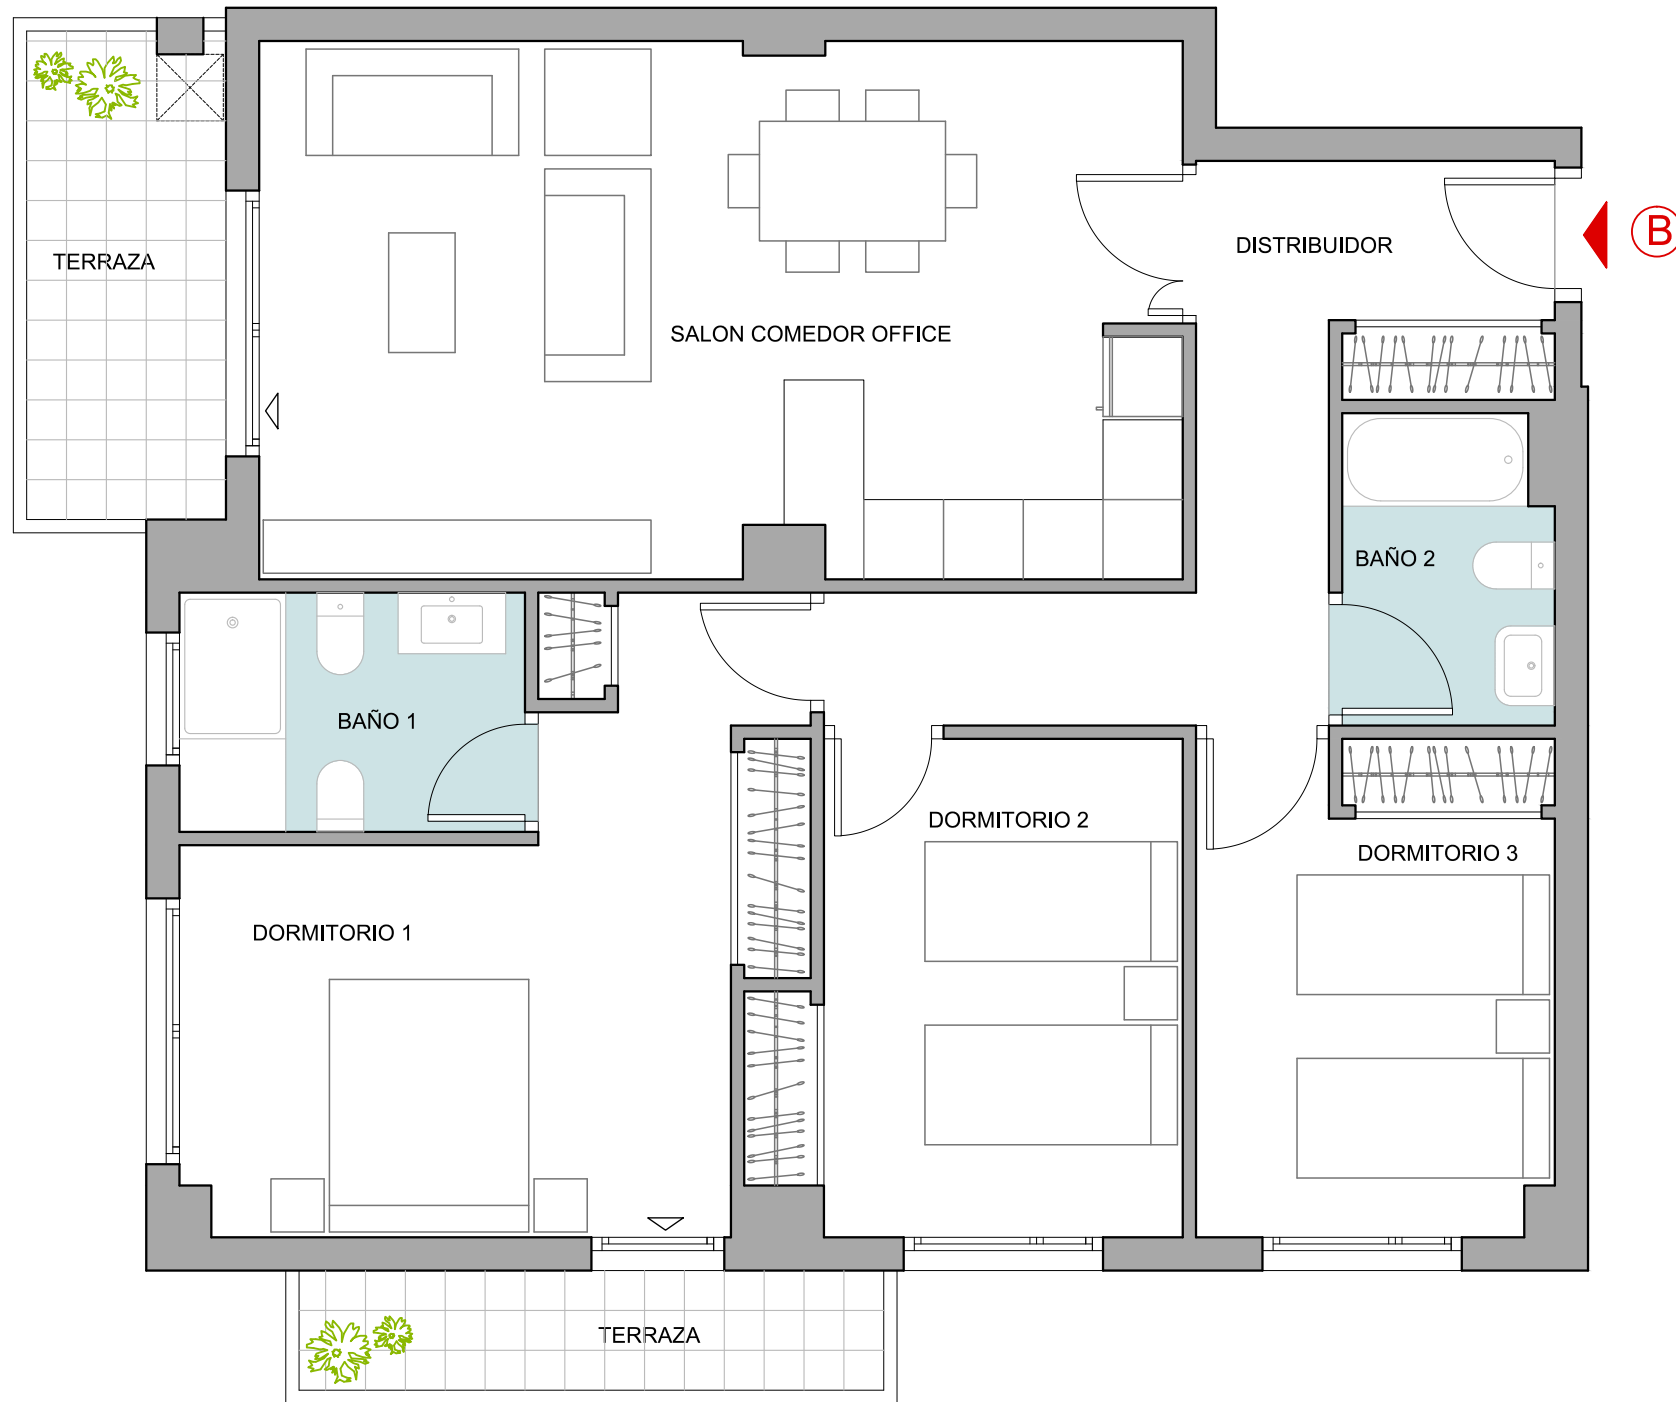 TERRAZA
SALON COMEDOR OFFICE
DISTRIBUIDOR
B
BAÑO 2
BAÑO 1
DORMITORIO 2
DORMITORIO 3
DORMITORIO 1
TERRAZA